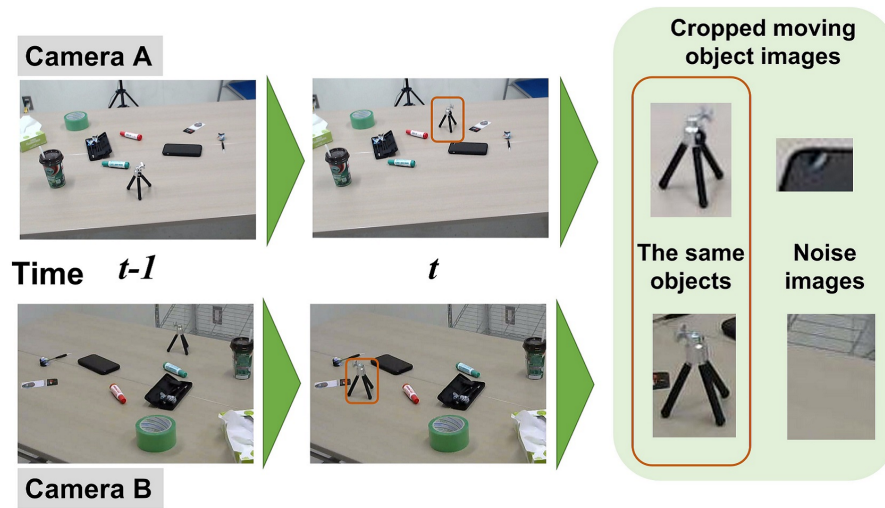 Camera A
Cropped moving
object images
Time
t-1
t
The same
objects
Noise
images
Camera B